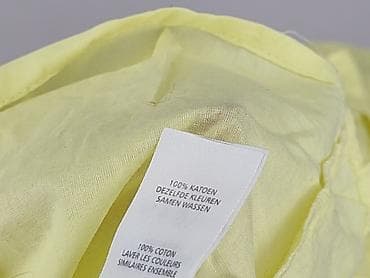 100% KATOEN
DEZELFDE KLEUREN
SAMEN WASSEN
100% COTON
LAVER LES COULEURS
SIMILAIRES ENSEMBLE